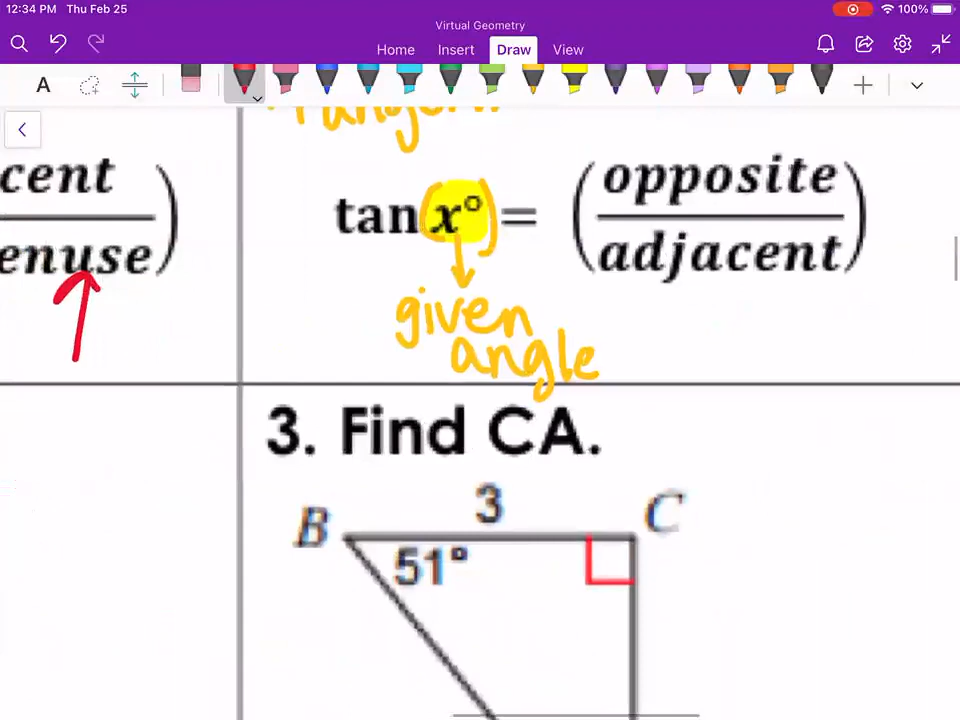 12:34 PM Thu Feb 25
100%
Virtual Geometry
Home Insert Draw View
A
Tangent
cent
enuse
tan x° = (opposite
adjacent)
given
angle
3. Find CA.
3
B
C
51°